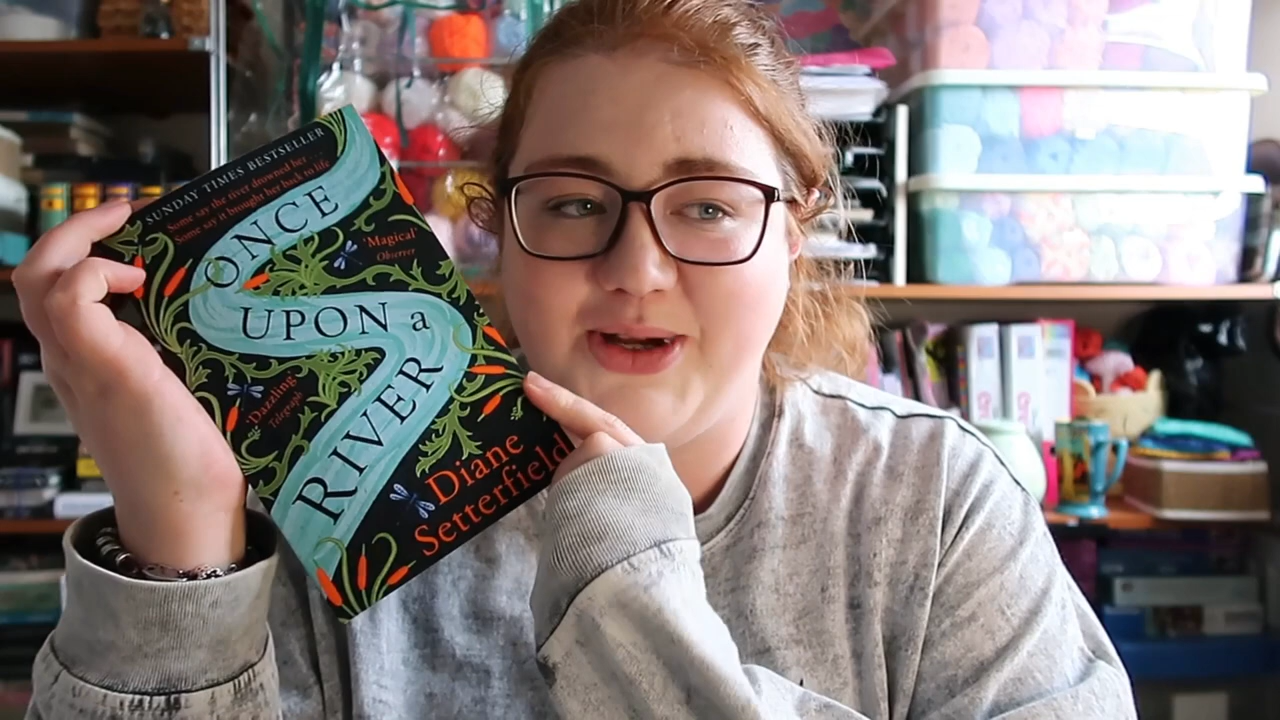 A SUNDAY TIMES BESTSELLER
Some say the river drowned her . . .
Some say it brought her back to life
ONCE
UPON a
RIVER
'Magical'
Observer
'Dazzling'
Telegraph
Diane
Setterfield